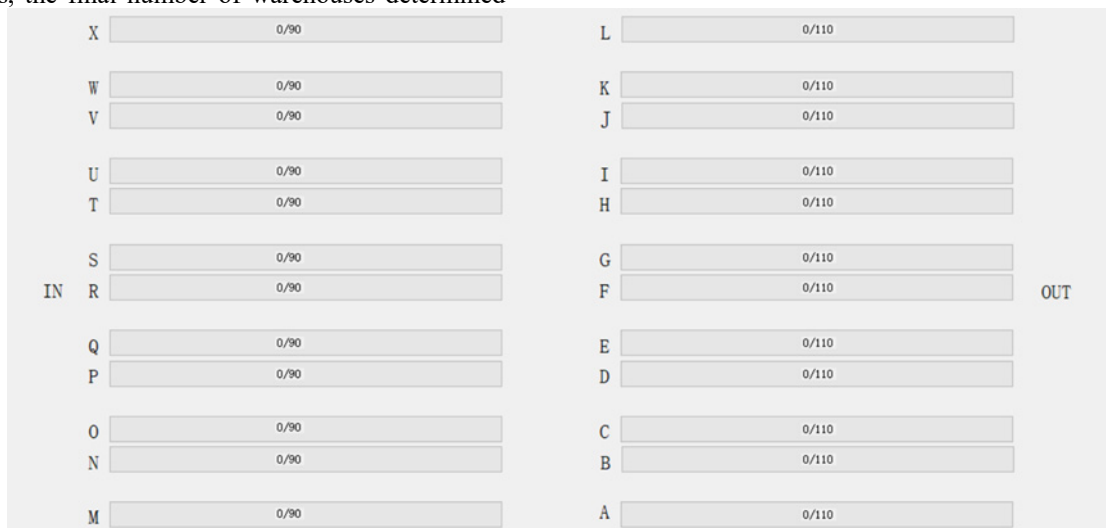 s, the final number of warehouses determined
X 0/90 L 0/110
W 0/90 K 0/110
V 0/90 J 0/110
U 0/90 I 0/110
T 0/90 H 0/110
S 0/90 G 0/110
IN R 0/90 F 0/110 OUT
Q 0/90 E 0/110
P 0/90 D 0/110
O 0/90 C 0/110
N 0/90 B 0/110
M 0/90 A 0/110